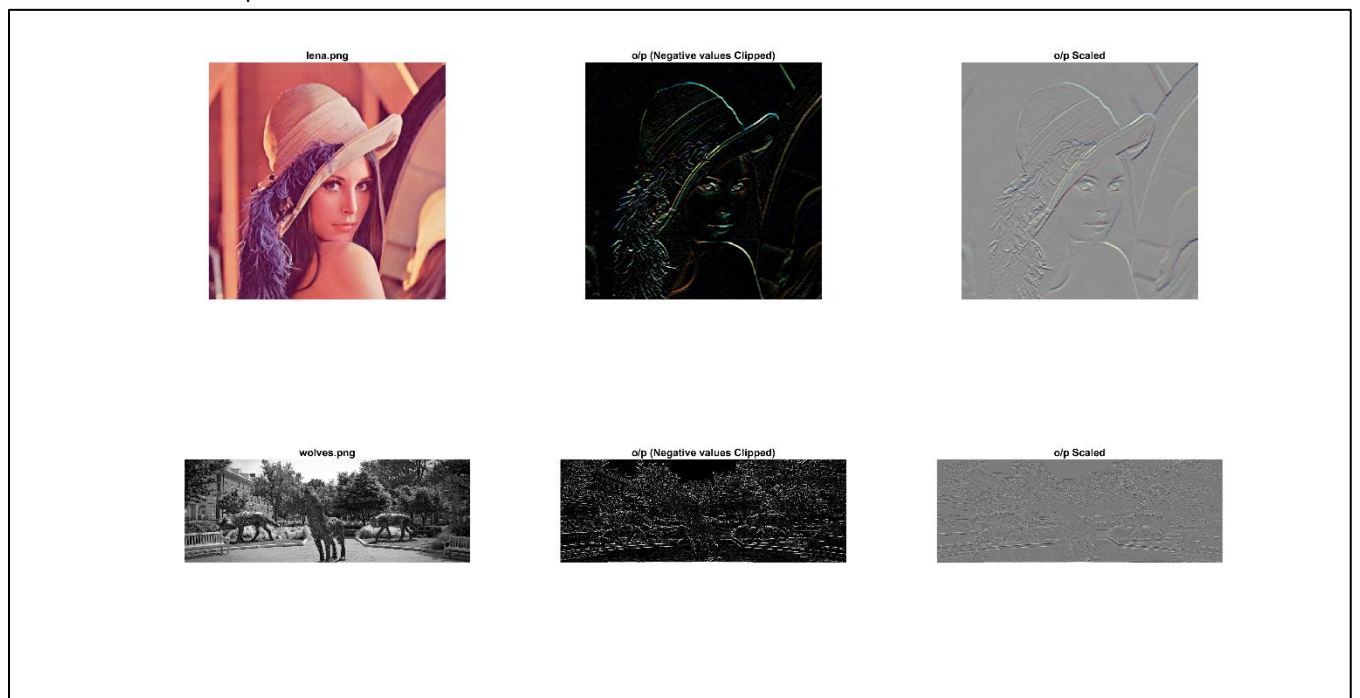 lena.png
o/p (Negative values Clipped)
o/p Scaled
wolves.png
o/p (Negative values Clipped)
o/p Scaled